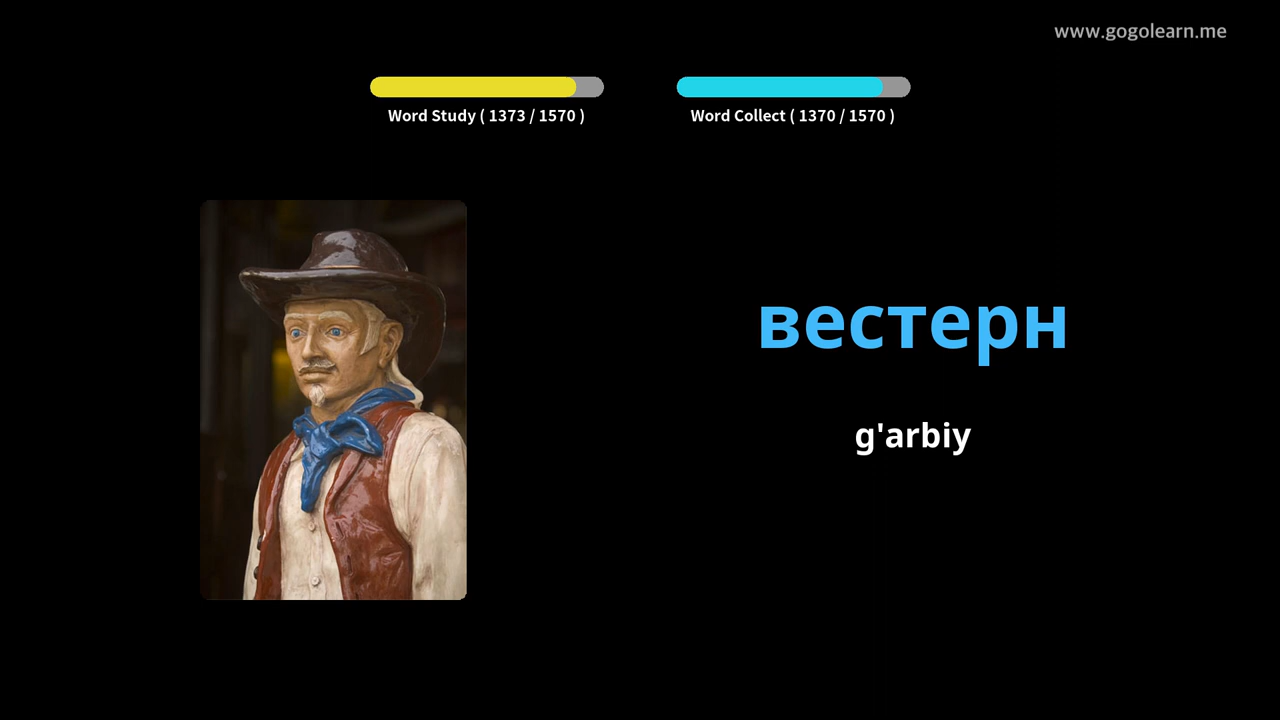 www.gogolearn.me
Word Study ( 1373 / 1570 )
Word Collect ( 1370 / 1570 )
вестерн
g'arbiy